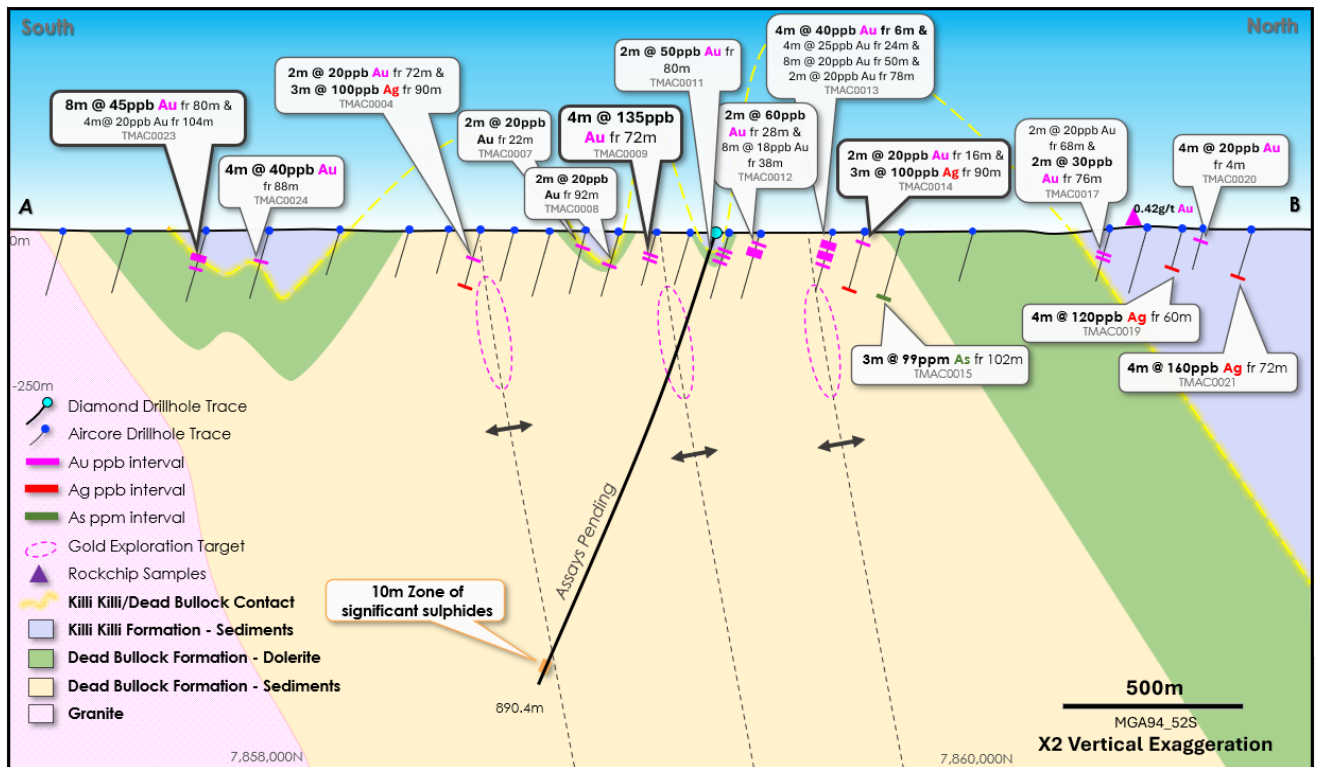 South
North
8m @ 45ppb Au fr 80m &
4m@ 20ppb Au fr 104m
TMAC0023
4m @ 40ppb Au
fr 88m
TMAC0024
2m @ 20ppb Au fr 72m &
3m @ 100ppb Ag fr 90m
TMAC0004
2m @ 20ppb
Au fr 22m
TMAC0007
2m @ 20ppb
Au fr 92m
TMAC0008
4m @ 135ppb
Au fr 72m
TMAC0009
2m @ 50ppb Au fr
80m
TMAC0011
2m @ 60ppb
Au fr 28m &
8m @ 18ppb Au
fr 38m
TMAC0012
4m @ 40ppb Au fr 6m &
4m @ 25ppb Au fr 24m &
8m @ 20ppb Au fr 50m &
2m @ 20ppb Au fr 78m
TMAC0013
2m @ 20ppb Au fr 16m &
3m @ 100ppb Ag fr 90m
TMAC0014
2m @ 20ppb Au
fr 68m &
2m @ 30ppb
Au fr 76m
TMAC0017
4m @ 20ppb Au
fr 4m
TMAC0020
A
B
0.42g/t Au
0m
4m @ 120ppb Ag fr 60m
TMAC0019
3m @ 99ppm As fr 102m
TMAC0015
4m @ 160ppb Ag fr 72m
TMAC0021
-250m
Diamond Drillhole Trace
Aircore Drillhole Trace
Au ppb interval
Ag ppb interval
As ppm interval
Gold Exploration Target
Rockchip Samples
Killi Killi/Dead Bullock Contact
Killi Killi Formation - Sediments
Dead Bullock Formation - Dolerite
Dead Bullock Formation - Sediments
Granite
Assays Pending
10m Zone of
significant sulphides
890.4m
500m
MGA94_52S
X2 Vertical Exaggeration
7,858,000N
7,860,000N